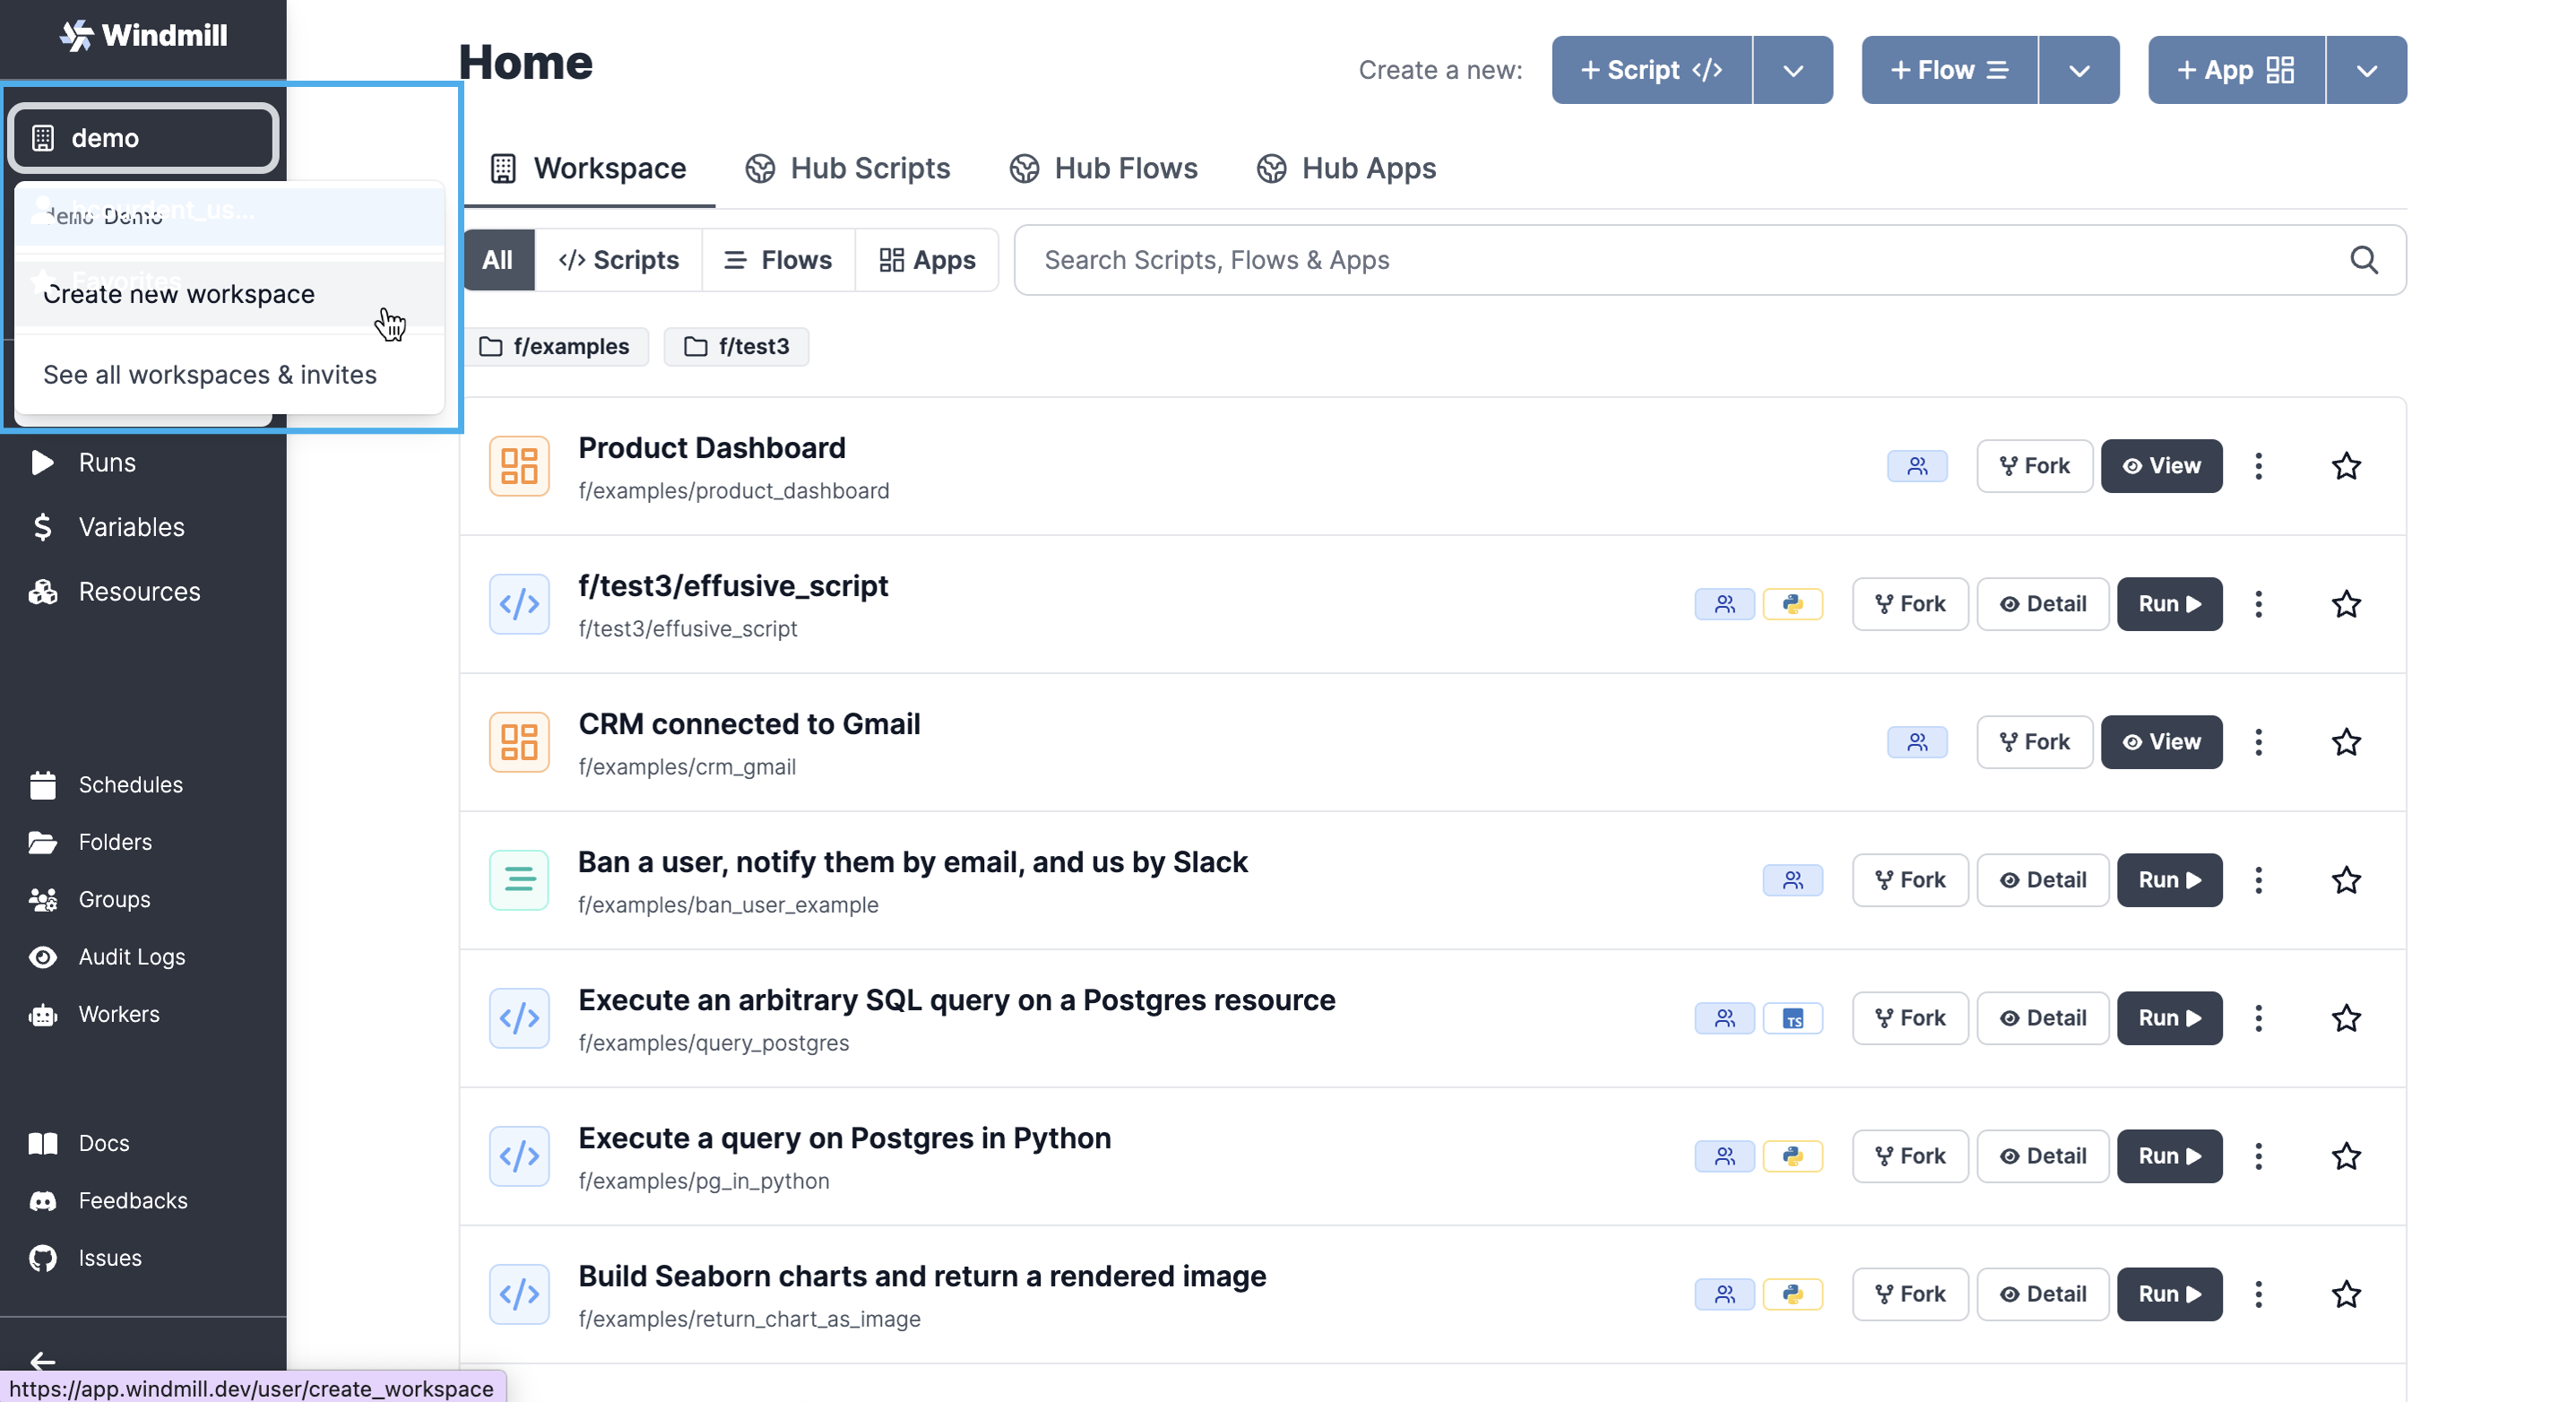 Windmill
demo
demo Demo
Favorites
Create new workspace
See all workspaces & invites
Runs
Variables
Resources
Schedules
Folders
Groups
Audit Logs
Workers
Docs
Feedbacks
Issues
https://app.windmill.dev/user/create_workspace
Home
Create a new:
+ Script </>
+ Flow
+ App
Workspace
Hub Scripts
Hub Flows
Hub Apps
All
</> Scripts
Flows
Apps
Search Scripts, Flows & Apps
f/examples
f/test3
Product Dashboard
f/examples/product_dashboard
Fork
View
f/test3/effusive_script
f/test3/effusive_script
Fork
Detail
Run
CRM connected to Gmail
f/examples/crm_gmail
Fork
View
Ban a user, notify them by email, and us by Slack
f/examples/ban_user_example
Fork
Detail
Run
Execute an arbitrary SQL query on a Postgres resource
f/examples/query_postgres
TS
Fork
Detail
Run
Execute a query on Postgres in Python
f/examples/pg_in_python
Fork
Detail
Run
Build Seaborn charts and return a rendered image
f/examples/return_chart_as_image
Fork
Detail
Run